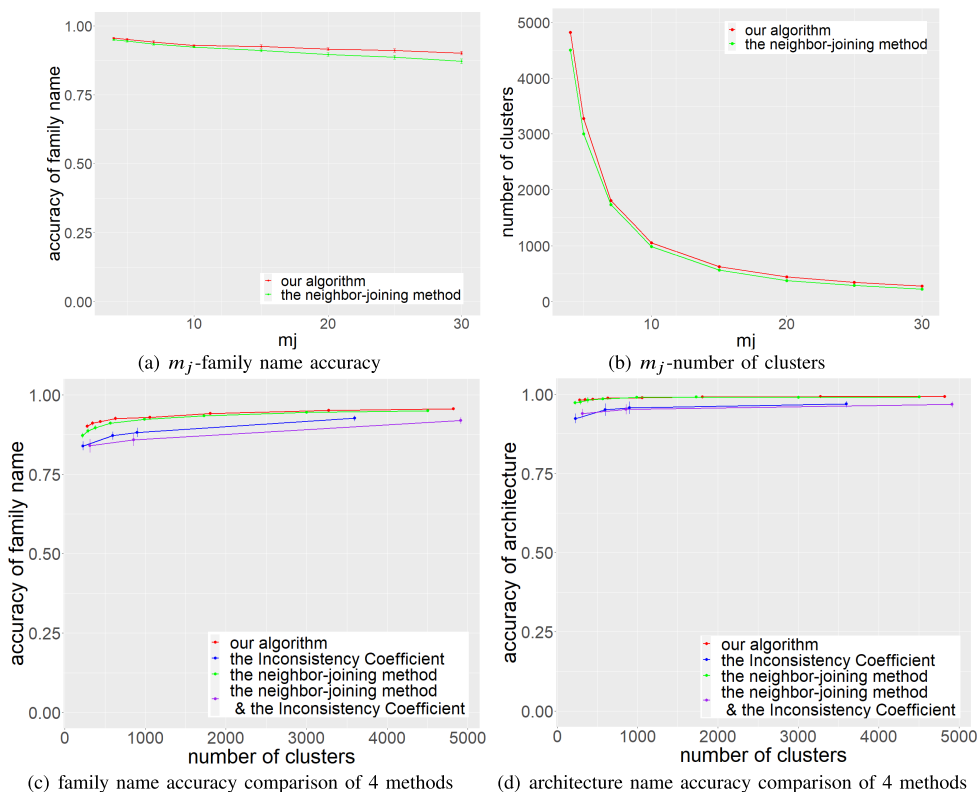 1.00
0.75
0.50
0.25
0.00
accuracy of family name
our algorithm
the neighbor-joining method
10
20
30
mj
(a) mⱼ-family name accuracy
5000
4000
3000
2000
1000
0
number of clusters
our algorithm
the neighbor-joining method
10
20
30
mj
(b) mⱼ-number of clusters
1.00
0.75
0.50
0.25
0.00
accuracy of family name
our algorithm
the Inconsistency Coefficient
the neighbor-joining method
the neighbor-joining method
& the Inconsistency Coefficient
0 1000 2000 3000 4000 5000
number of clusters
(c) family name accuracy comparison of 4 methods
1.00
0.75
0.50
0.25
0.00
accuracy of architecture
our algorithm
the Inconsistency Coefficient
the neighbor-joining method
the neighbor-joining method
& the Inconsistency Coefficient
0 1000 2000 3000 4000 5000
number of clusters
(d) architecture name accuracy comparison of 4 methods